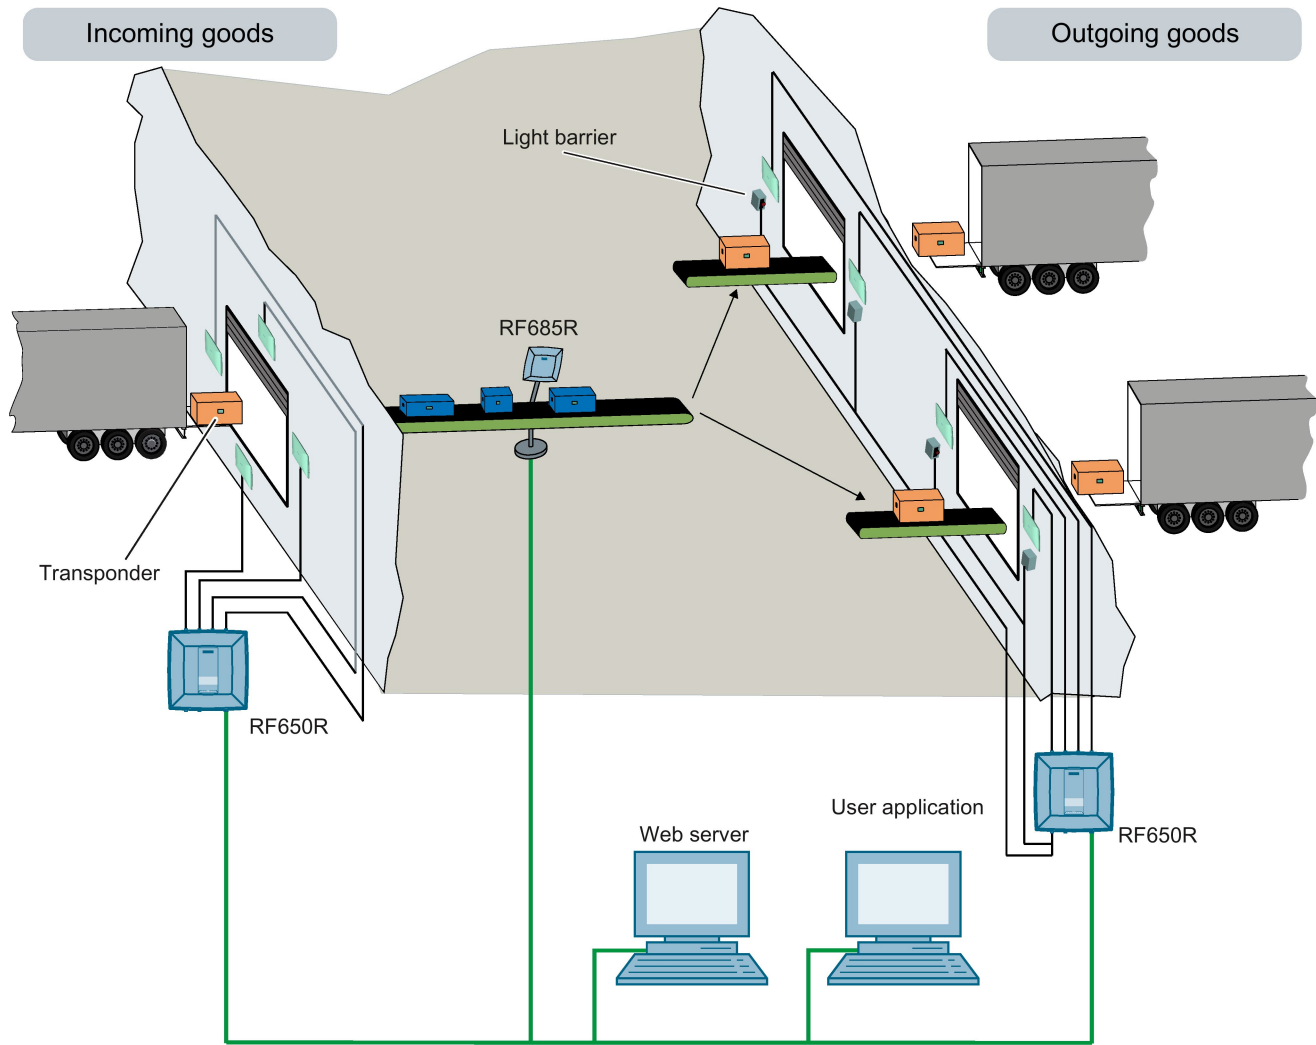 Incoming goods
Outgoing goods
Light barrier
RF685R
Transponder
RF650R
User application
Web server
RF650R